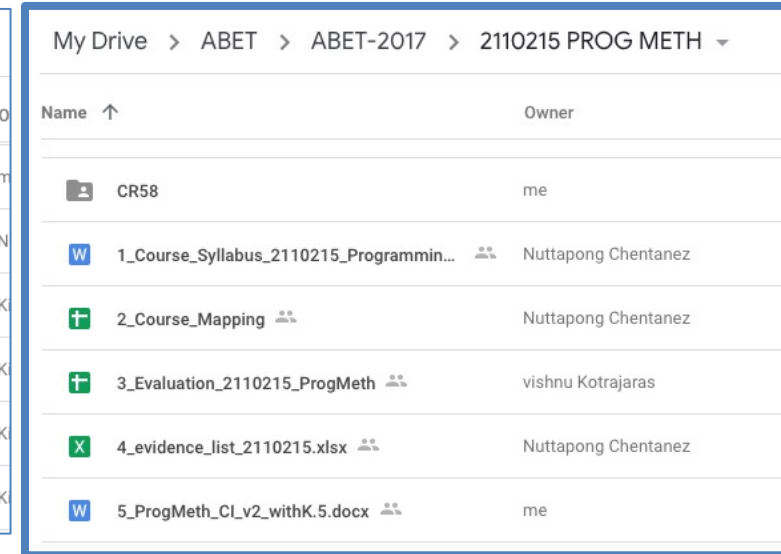 My Drive > ABET > ABET-2017 > 2110215 PROG METH
Name Owner
CR58 me
1_Course_Syllabus_2110215_Programmin... Nuttapong Chentanez
2_Course_Mapping Nuttapong Chentanez
3_Evaluation_2110215_ProgMeth vishnu Kotrajaras
4_evidence_list_2110215.xlsx Nuttapong Chentanez
5_ProgMeth_CI_v2_withK.5.docx me